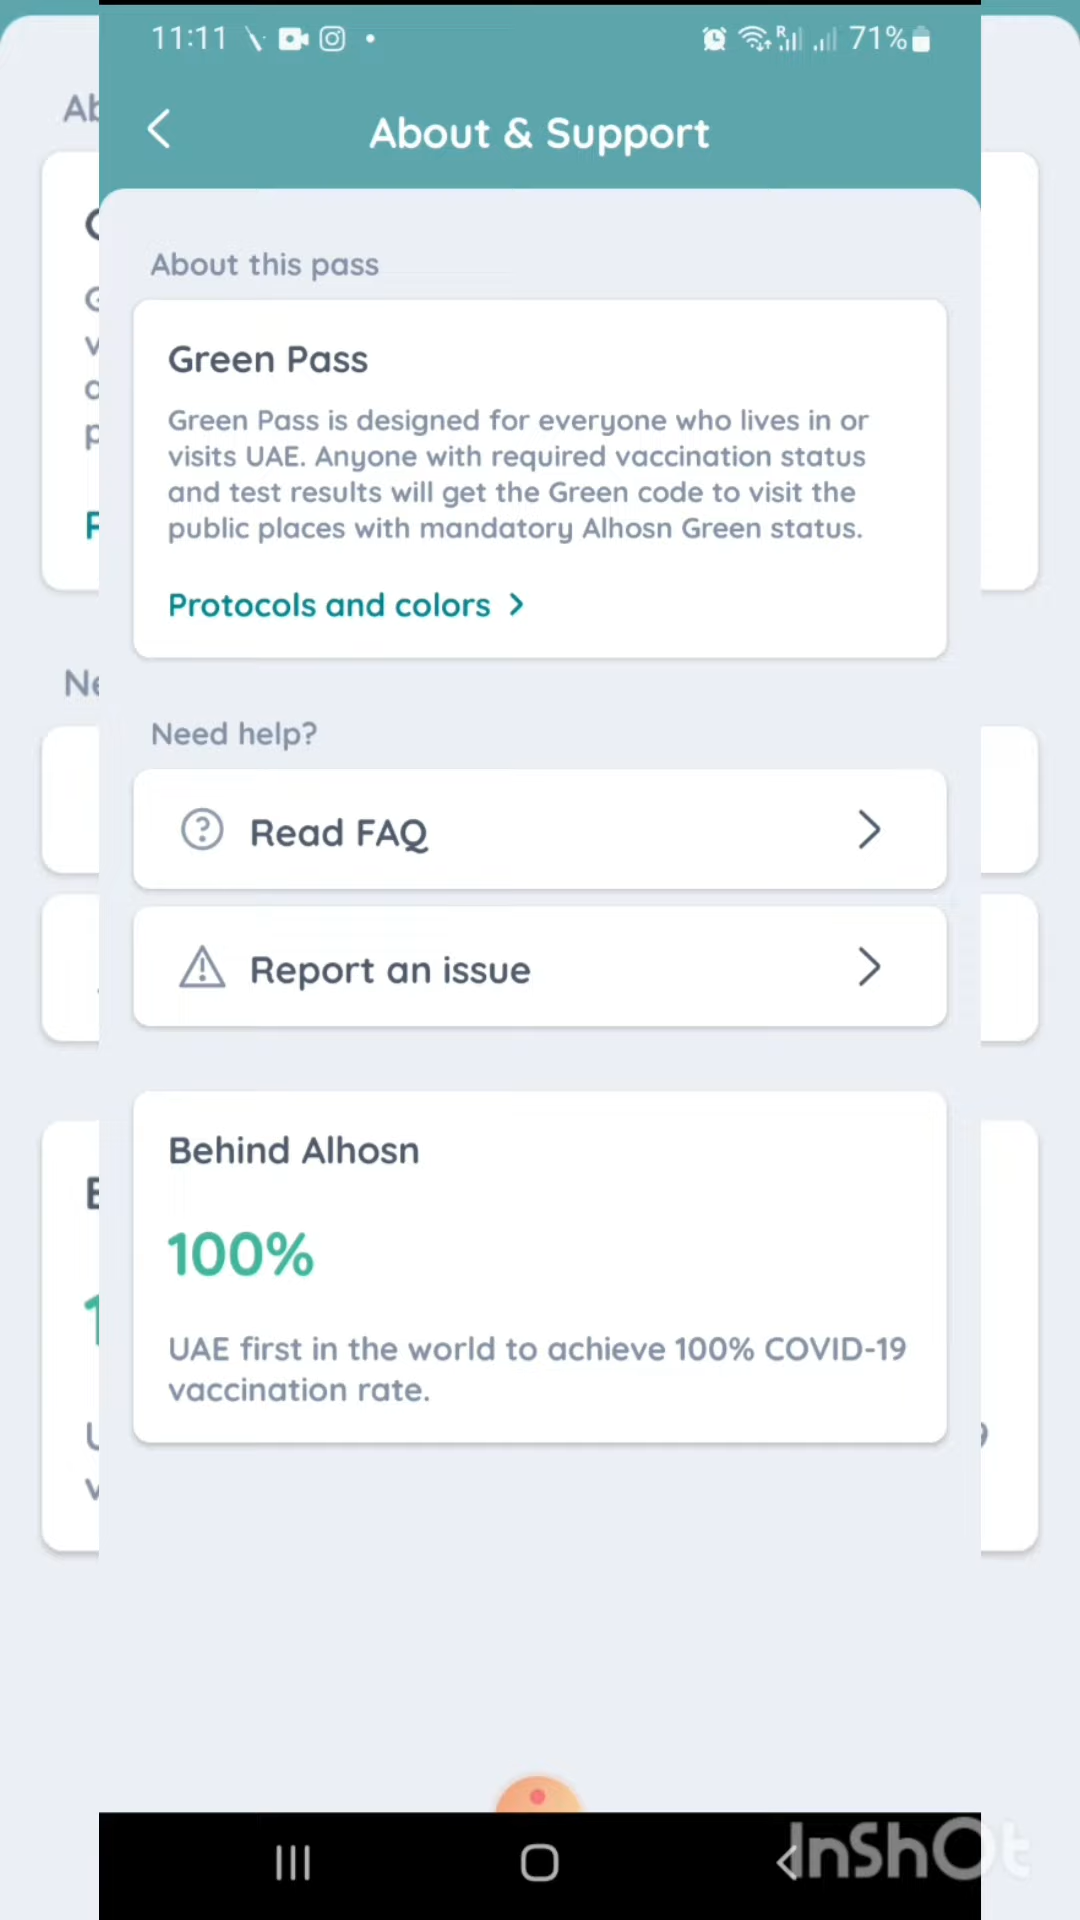 11:11
71%
About & Support
About this pass
Green Pass
Green Pass is designed for everyone who lives in or
visits UAE. Anyone with required vaccination status
and test results will get the Green code to visit the
public places with mandatory Alhosn Green status.
Protocols and colors >
Need help?
Read FAQ
Report an issue
Behind Alhosn
100%
UAE first in the world to achieve 100% COVID-19
vaccination rate.
InShOt